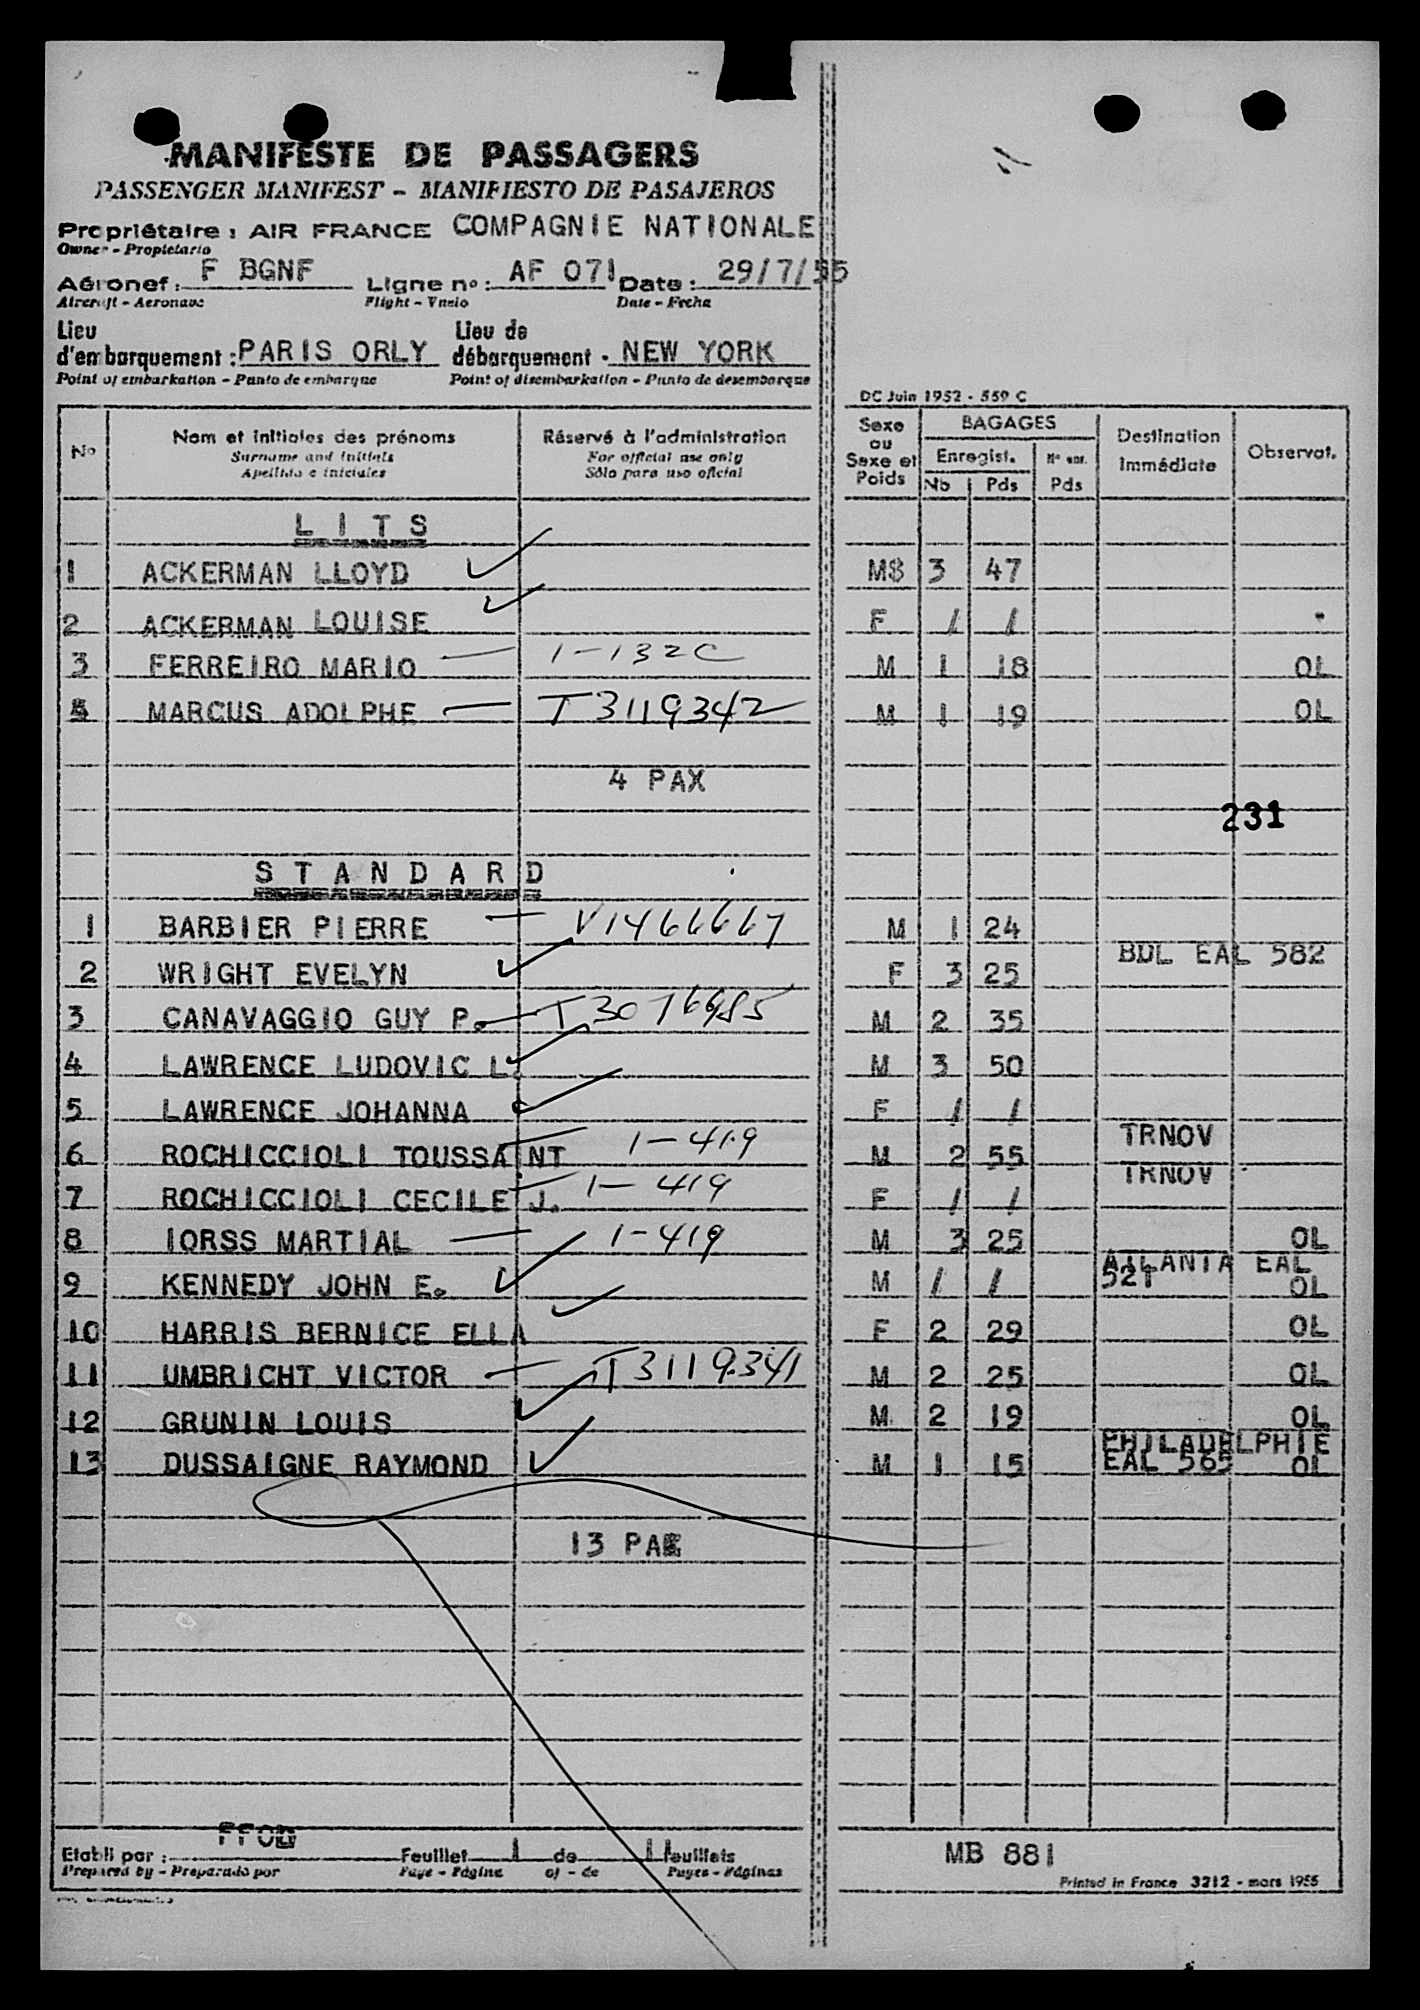 MANIFESTE DE PASSAGERS
PASSENGER MANIFEST - MANIFIESTO DE PASAJEROS
Propriétaire : AIR FRANCE COMPAGNIE NATIONALE
Owner - Propietario
Aéronef : F BGNF Ligne nº : AF 071 Date : 29/7/55
Aircraft - Aeronave Flight - Vuelo Date - Fecha
Lieu d'embarquement : PARIS ORLY Lieu de débarquement : NEW YORK
Point of embarkation - Punto de embarque Point of disembarkation - Punto de desembarque
DC Juin 1952 - 559 C
Nº Nom et initiales des prénoms Réservé à l'administration Sexe ou Sexe et Poids BAGAGES Destination immédiate Observat.
Surname and initials For official use only Enregist. Nº enr.
Apellido e iniciales Sólo para uso oficial Nb Pds Pds
LITS
1 ACKERMAN LLOYD M 3 47
2 ACKERMAN LOUISE F / /
3 FERREIRO MARIO 1-132C M 1 18 OL
MARCUS ADOLPHE T3119342 M 1 19 OL
4 PAX
231
STANDARD
1 BARBIER PIERRE V1466667 M 1 24
2 WRIGHT EVELYN F 3 25 BDL EAL 582
3 CANAVAGGIO GUY P. M 2 35
4 LAWRENCE LUDOVIC L. M 3 50
5 LAWRENCE JOHANNA F / /
6 ROCHICCIOLI TOUSSAINT 1-419 M 2 55 TRNOV
7 ROCHICCIOLI CECILE J. 1-419 F / / TRNOV
8 IORSS MARTIAL 1-419 M 3 25 OL
9 KENNEDY JOHN E. M / / ATLANTA EAL 521 OL
10 HARRIS BERNICE ELLA F 2 29 OL
11 UMBRICHT VICTOR T3119341 M 2 25 OL
12 GRUNIN LOUIS M 2 19 OL
13 DUSSAIGNE RAYMOND M 1 15 PHILADELPHIE EAL 565 OL
13 PAX
Etabli par : Feuillet 1 de 1 feuillets MB 881
Prepared by - Preparado por Page - Página of - de Pages - Páginas Printed in France 3212 - mars 1955